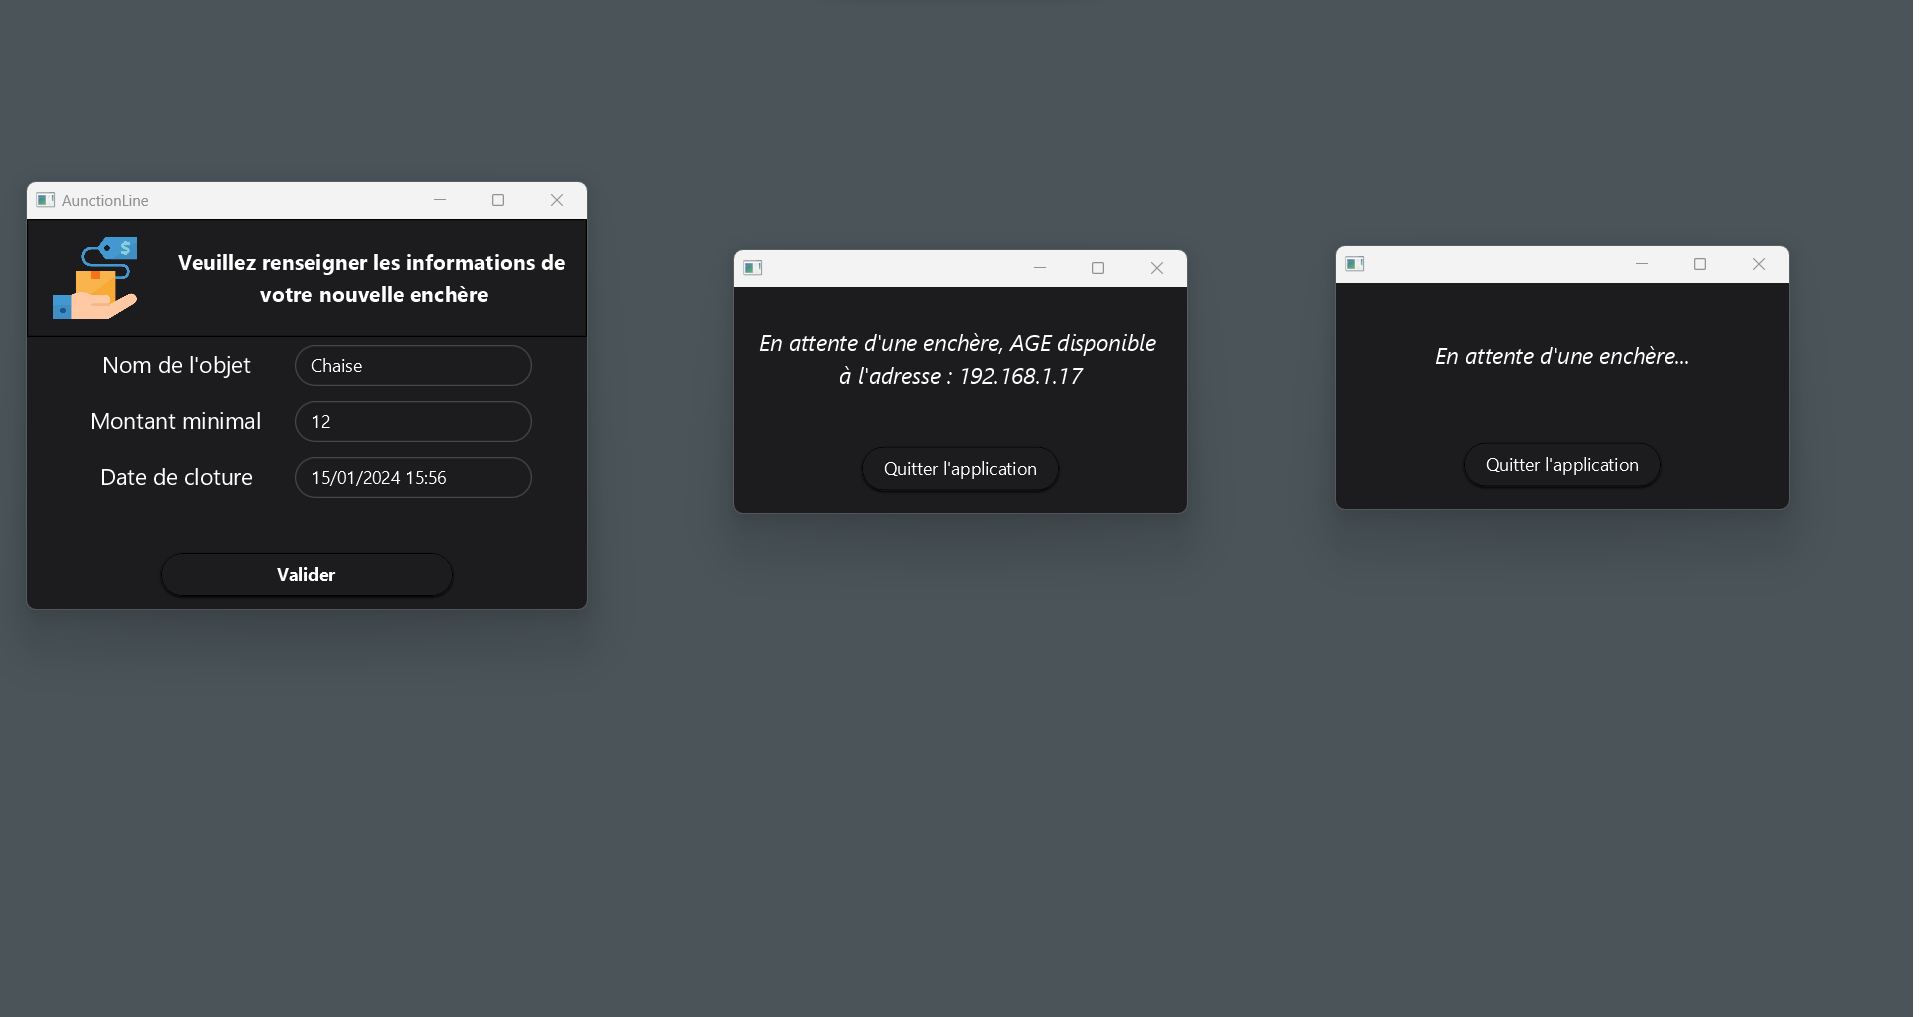 AunctionLine
$
Veuillez renseigner les informations de
votre nouvelle enchère
Nom de l'objet
Chaise
Montant minimal
12
Date de cloture
15/01/2024 15:56
Valider
En attente d'une enchère, AGE disponible
à l'adresse : 192.168.1.17
Quitter l'application
En attente d'une enchère...
Quitter l'application